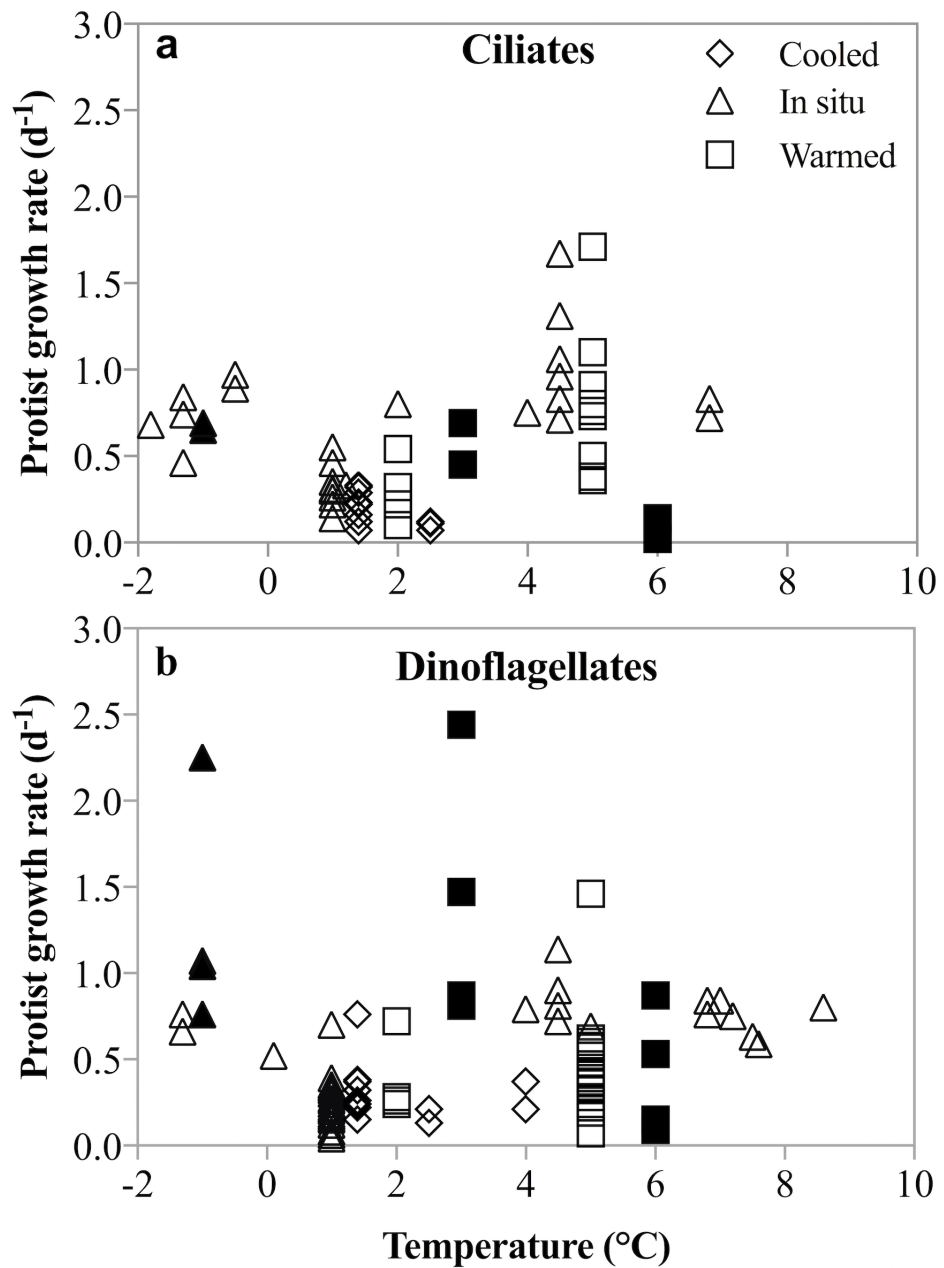 a
Ciliates
Cooled
In situ
Warmed
Protist growth rate (d-1)
3.0
2.5
2.0
1.5
1.0
0.5
0.0
-2 0 2 4 6 8 10
b
Dinoflagellates
Protist growth rate (d-1)
3.0
2.5
2.0
1.5
1.0
0.5
0.0
-2 0 2 4 6 8 10
Temperature (°C)